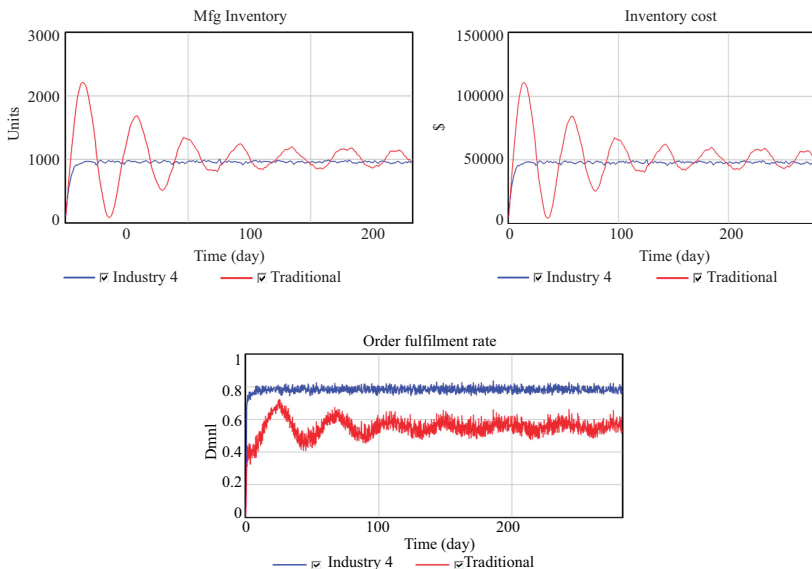 Mfg Inventory
3000
2000
1000
0
Units
0
100
200
Time (day)
Industry 4
Traditional
Inventory cost
150000
100000
50000
0
$
0
100
200
Time (day)
Industry 4
Traditional
Order fulfilment rate
1
0.8
0.6
0.4
0.2
0
Dmnl
0
100
200
Time (day)
Industry 4
Traditional